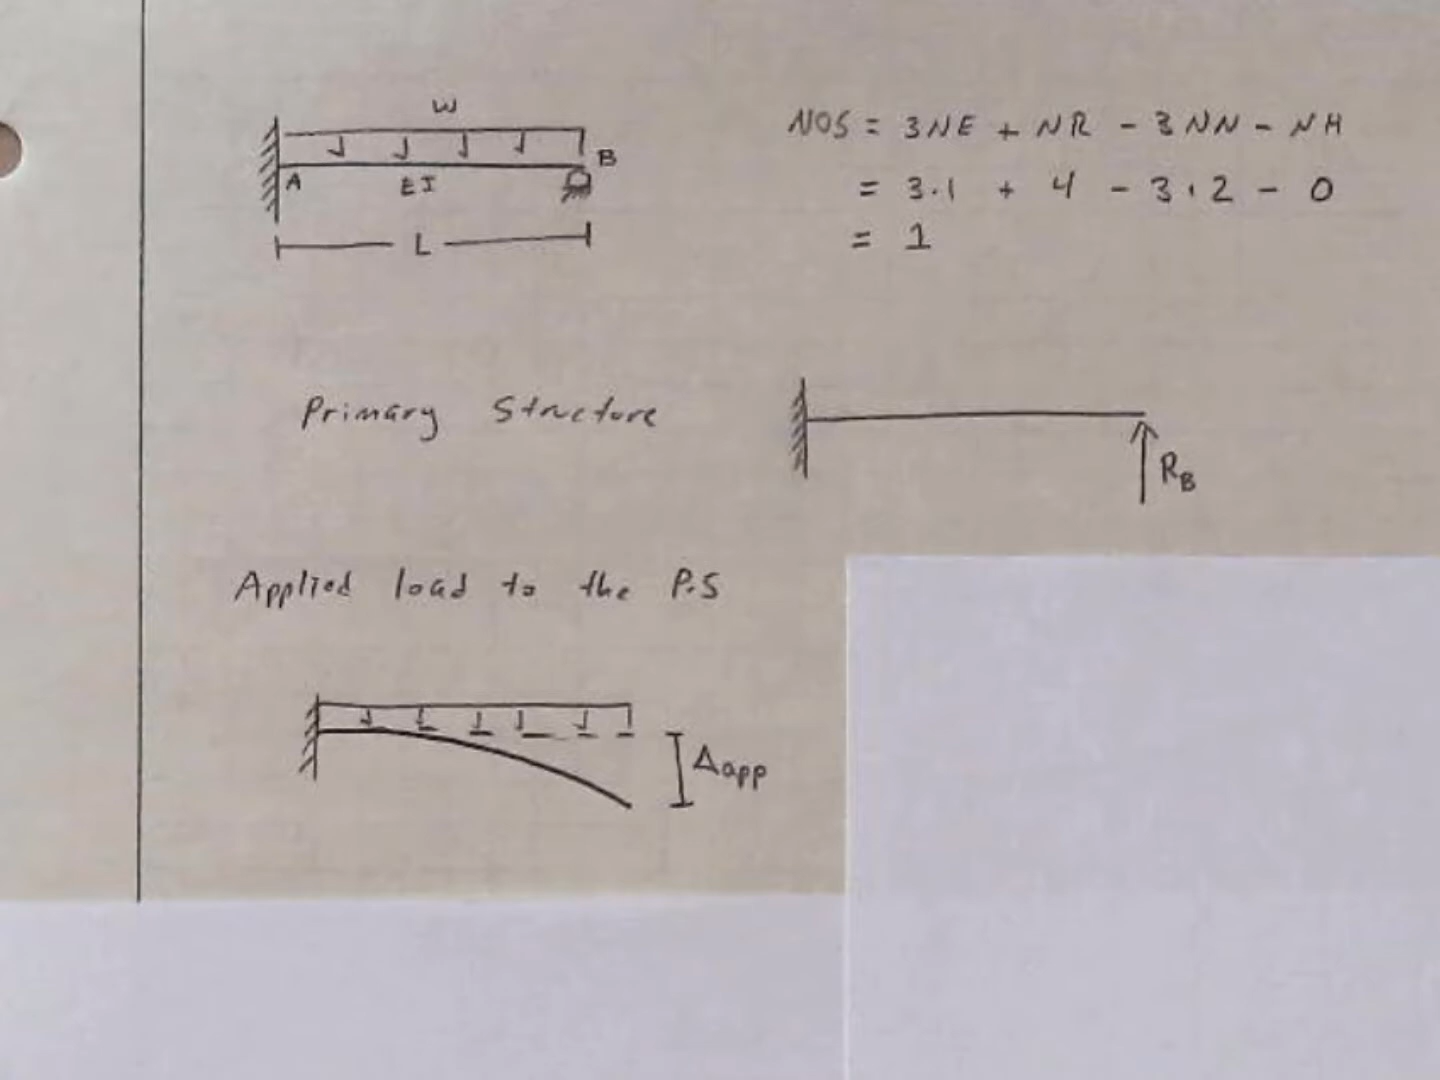 w
NOS = 3NE + NR - 3NN - NH
A EI B
= 3·1 + 4 - 3·2 - 0
L
= 1
Primary Structure
R_B
Applied load to the P.S
Δapp